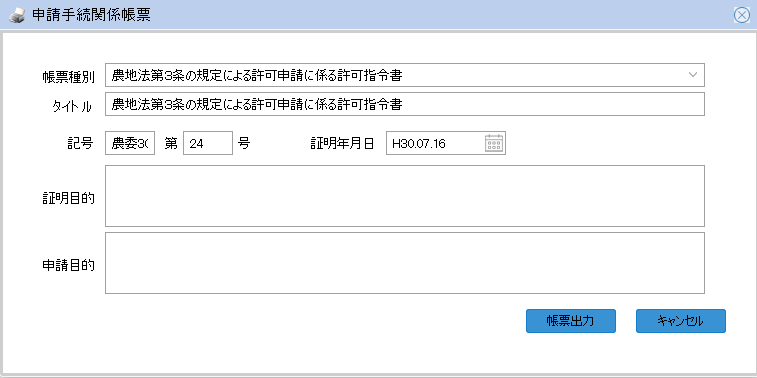 申請手続関係帳票
帳票種別 農地法第3条の規定による許可申請に係る許可指令書
タイトル 農地法第3条の規定による許可申請に係る許可指令書
記号 農委30 第 24 号 証明年月日 H30.07.16
証明目的
申請目的
帳票出力 キャンセル